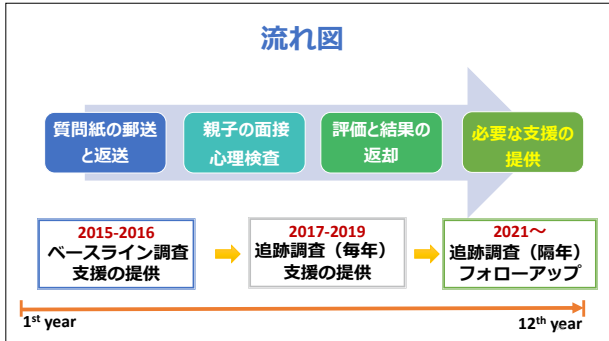 流れ図
質問紙の郵送
と返送
親子の面接
心理検査
評価と結果の
返却
必要な支援の
提供
2015-2016
ベースライン調査
支援の提供
2017-2019
追跡調査（毎年）
支援の提供
2021～
追跡調査（隔年）
フォローアップ
1st year
12th year